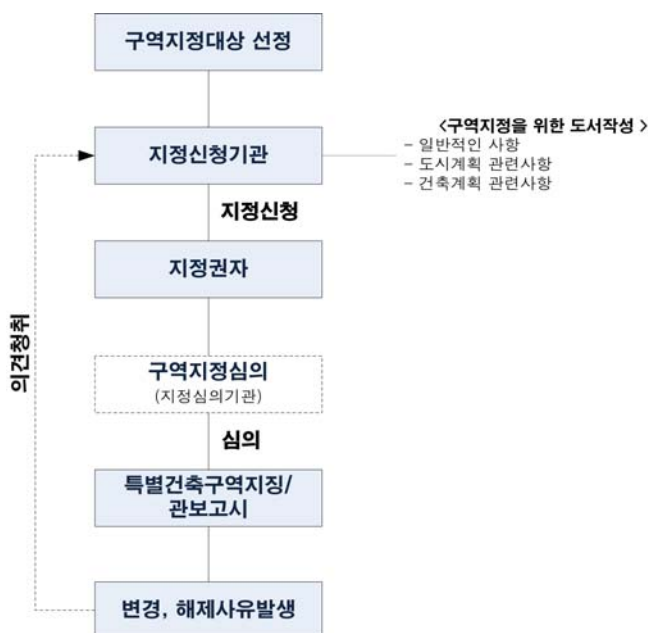 구역지정대상 선정
<구역지정을 위한 도서작성 >
지정신청기관
- 일반적인 사항
- 도시계획 관련사항
- 건축계획 관련사항
지정신청
지정권자
의견청취
구역지정심의
(지정심의기관)
심의
특별건축구역지징/
관보고시
변경, 해제사유발생